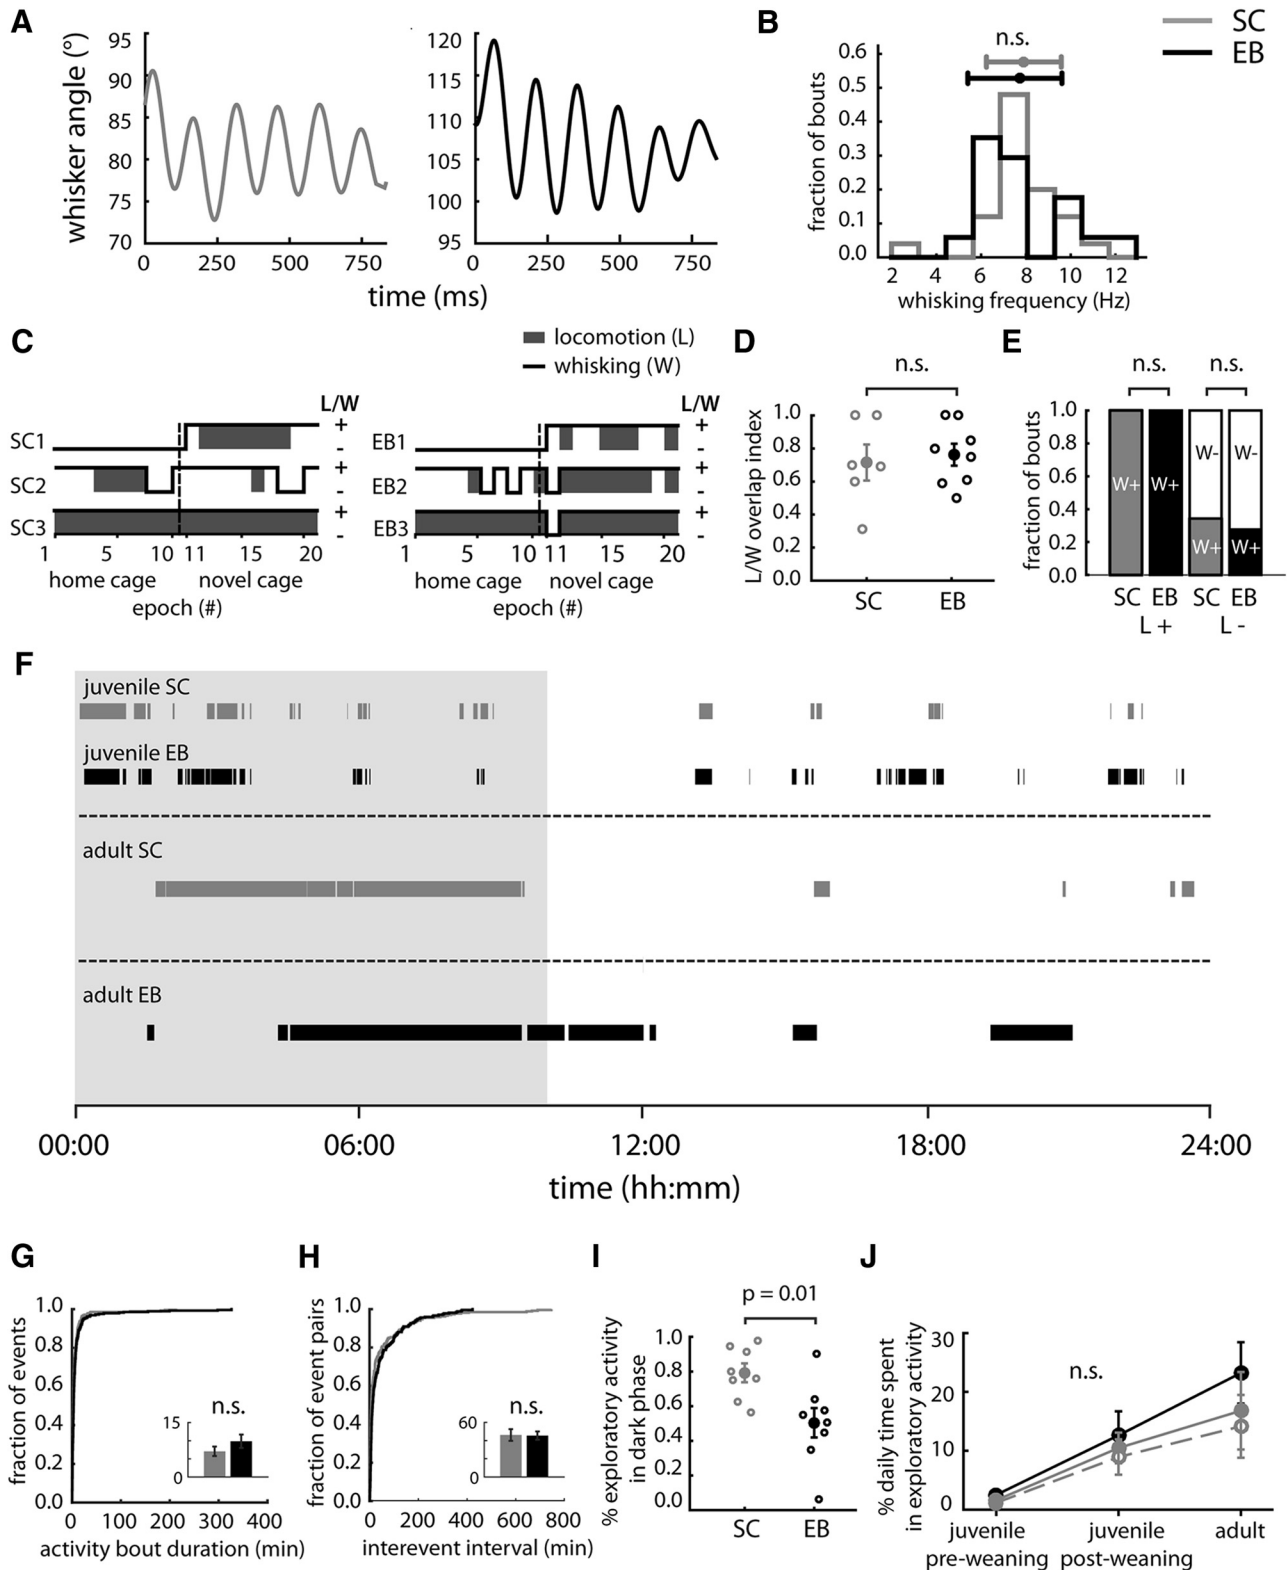 A
whisker angle (°)
95
90
85
80
75
70
0
250
500
750
120
115
110
105
100
95
0
250
500
750
time (ms)
B
SC
EB
n.s.
fraction of bouts
0.6
0.5
0.4
0.3
0.2
0.1
0.0
2
4
6
8
10
12
whisking frequency (Hz)
C
locomotion (L)
whisking (W)
L/W
SC1
+
-
SC2
+
-
SC3
+
-
1
5
10
11
15
20
home cage
novel cage
epoch (#)
L/W
EB1
+
-
EB2
+
-
EB3
+
-
1
5
10
11
15
20
home cage
novel cage
epoch (#)
D
n.s.
L/W overlap index
1.0
0.8
0.6
0.4
0.2
0.0
SC
EB
E
n.s.
n.s.
fraction of bouts
1.0
0.8
0.6
0.4
0.2
0.0
W+
W+
W-
W-
W+
W+
SC EB SC EB
L +
L -
F
juvenile SC
juvenile EB
adult SC
adult EB
00:00
06:00
12:00
18:00
24:00
time (hh:mm)
G
fraction of events
1.0
0.8
0.6
0.4
0.2
0.0
n.s.
15
0
0
100
200
300
400
activity bout duration (min)
H
fraction of event pairs
1.0
0.8
0.6
0.4
0.2
0.0
n.s.
60
0
0
200
400
600
800
interevent interval (min)
I
p = 0.01
% exploratory activity
in dark phase
1.0
0.8
0.6
0.4
0.2
0.0
SC
EB
J
% daily time spent
in exploratory activity
30
20
10
0
n.s.
juvenile
pre-weaning
juvenile
post-weaning
adult